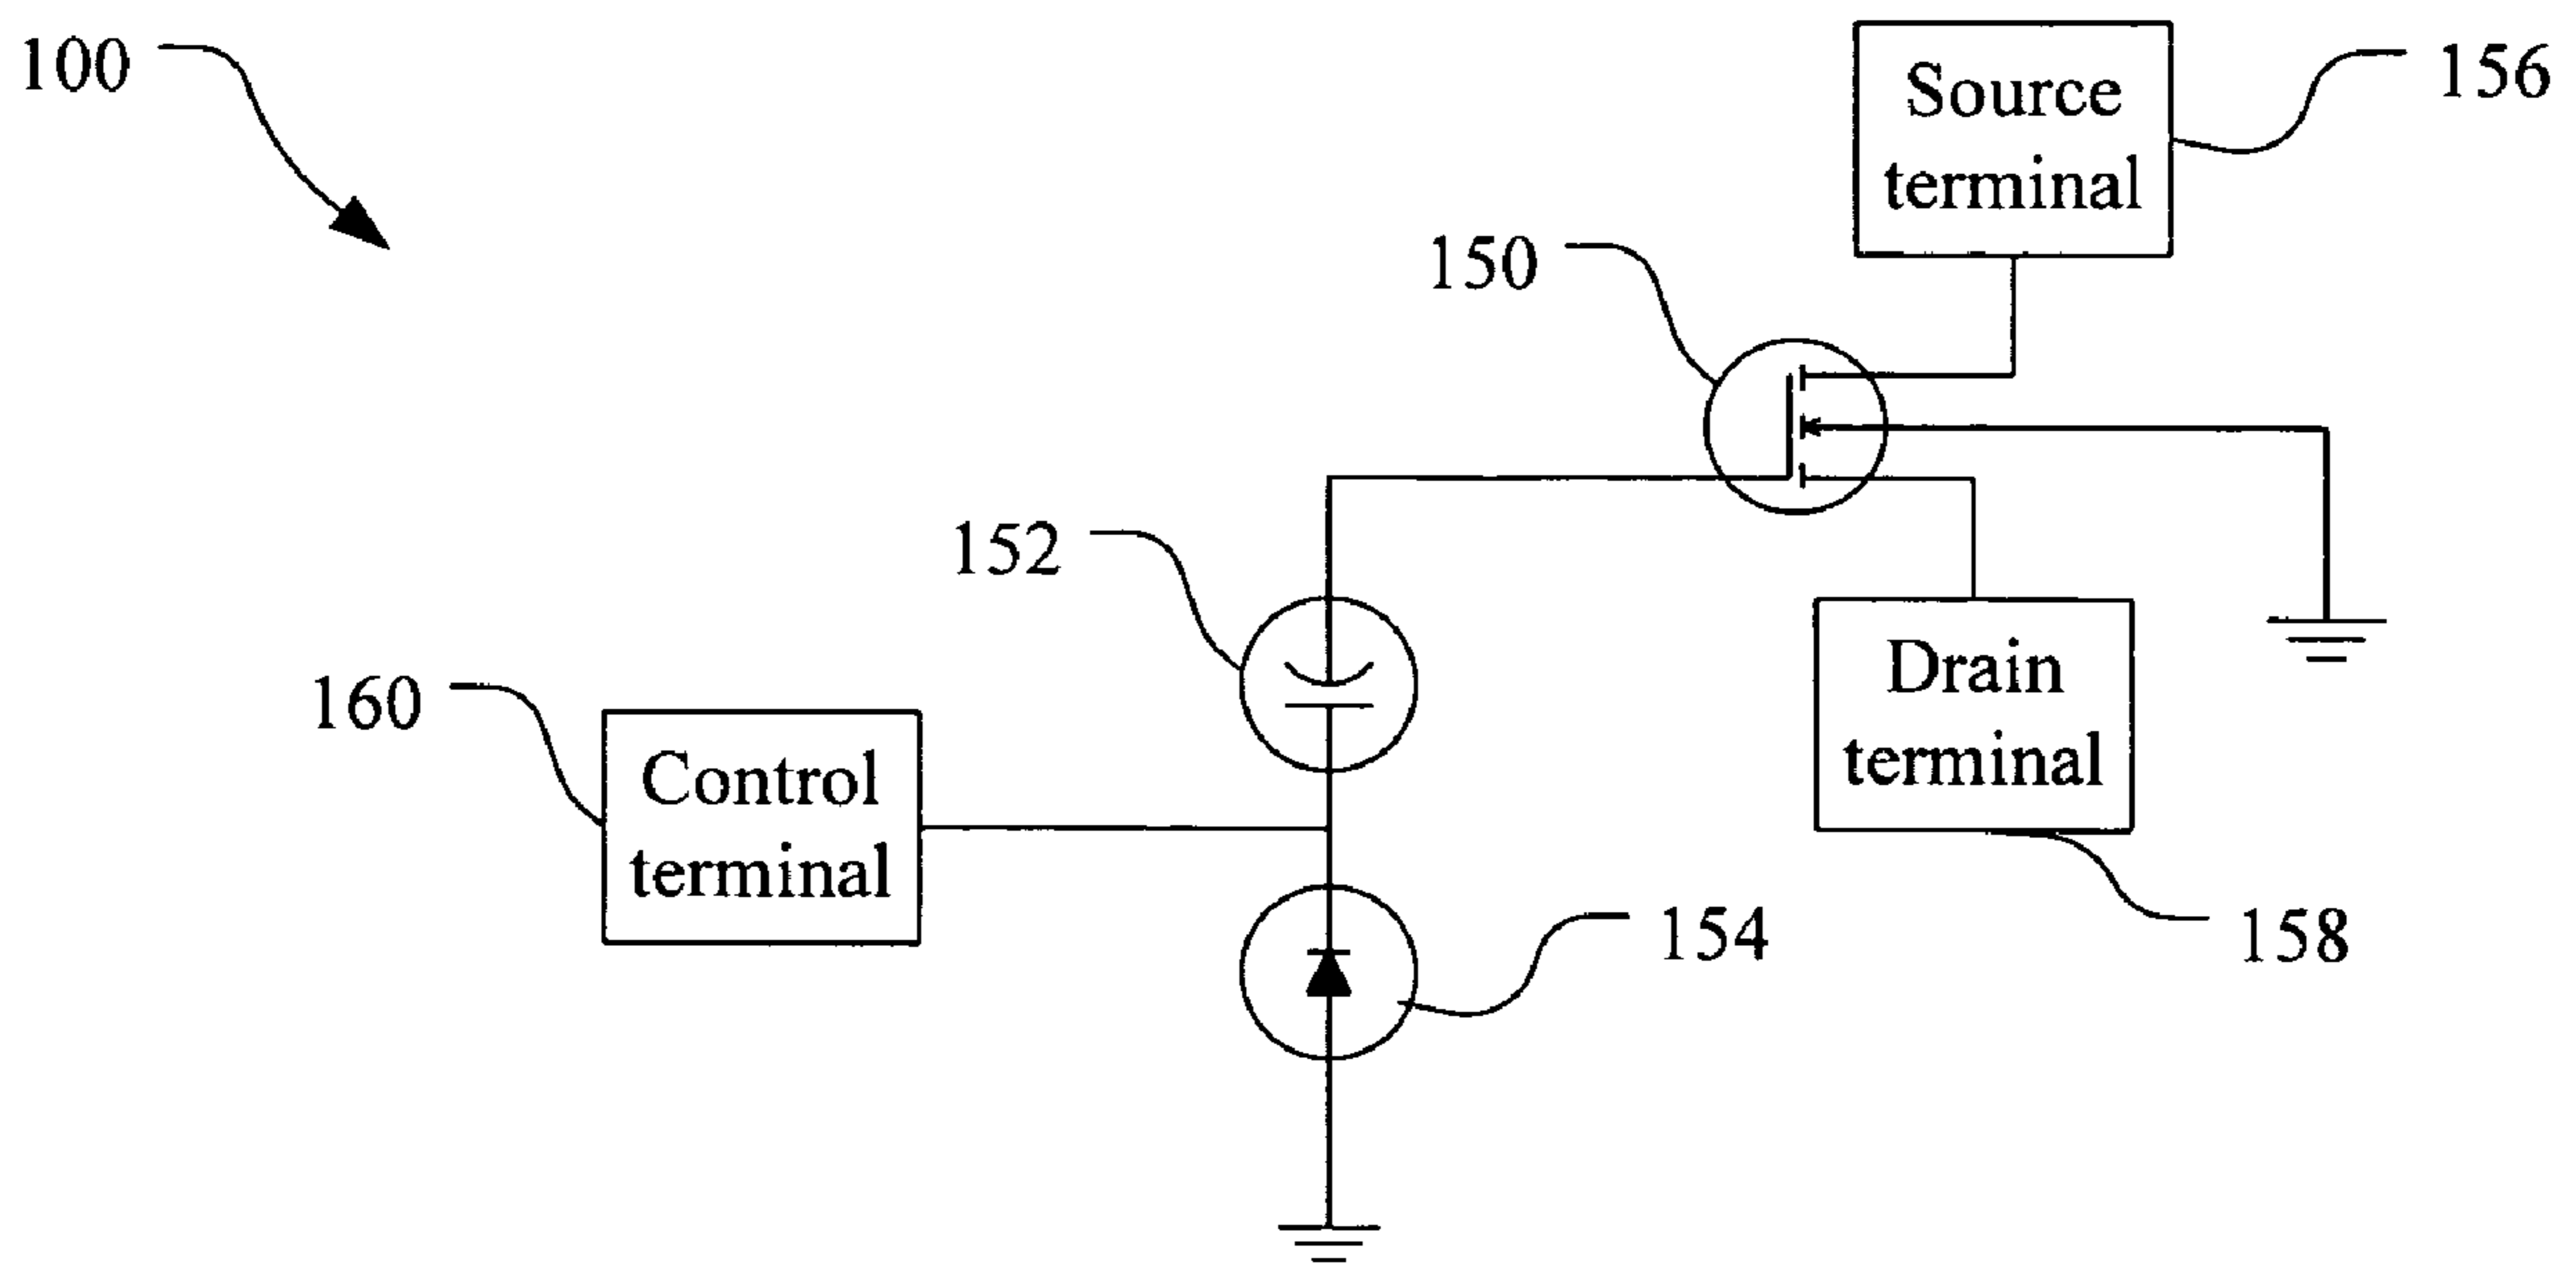 100
Source
terminal
156
150
152
160
Control
terminal
Drain
terminal
154
158